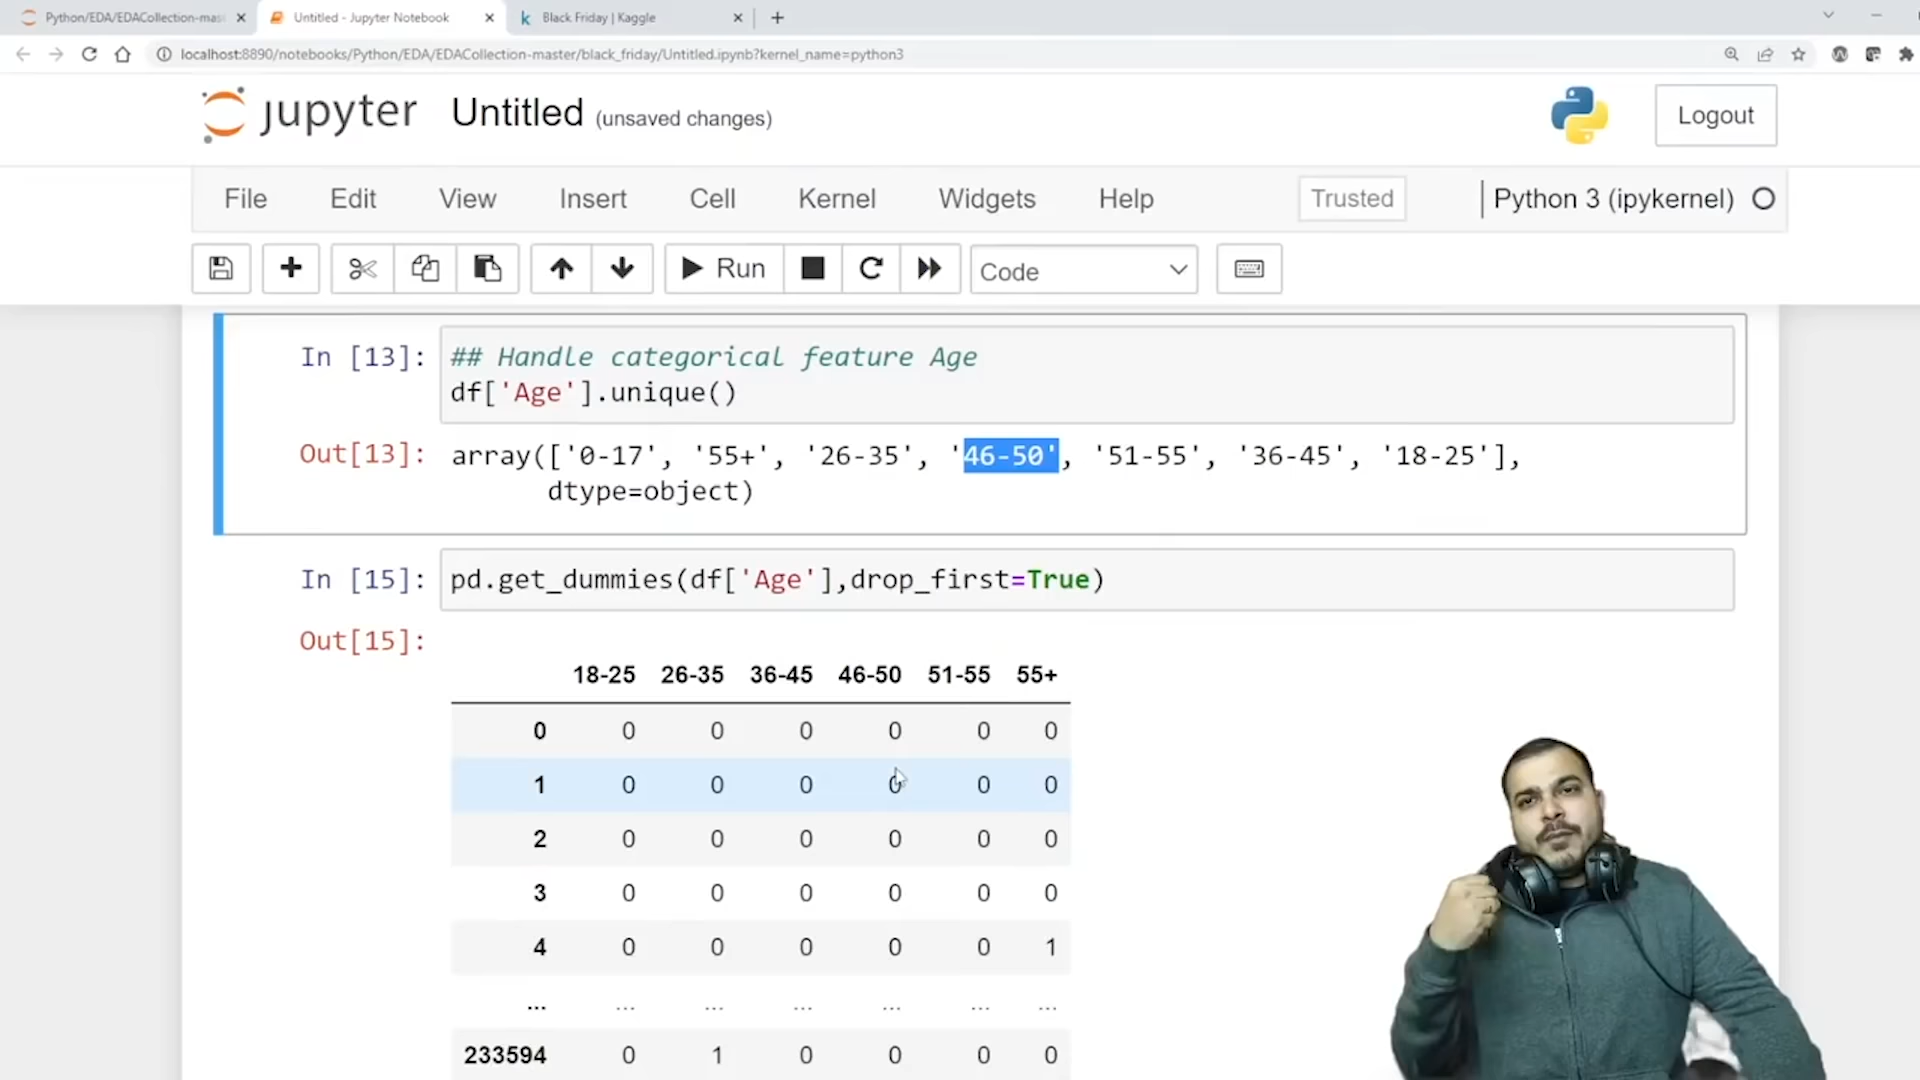 Python/EDA/EDACollection-mas
Untitled - Jupyter Notebook
Black Friday | Kaggle
localhost:8890/notebooks/Python/EDA/EDACollection-master/black_friday/Untitled.ipynb?kernel_name=python3
jupyter Untitled (unsaved changes)
Logout
File Edit View Insert Cell Kernel Widgets Help Trusted Python 3 (ipykernel)
Run Code
In [13]: ## Handle categorical feature Age
df['Age'].unique()
Out[13]: array(['0-17', '55+', '26-35', '46-50', '51-55', '36-45', '18-25'],
dtype=object)
In [15]: pd.get_dummies(df['Age'],drop_first=True)
Out[15]:
18-25 26-35 36-45 46-50 51-55 55+
0 0 0 0 0 0 0
1 0 0 0 0 0 0
2 0 0 0 0 0 0
3 0 0 0 0 0 0
4 0 0 0 0 0 1
... ... ... ... ... ... ...
233594 0 1 0 0 0 0